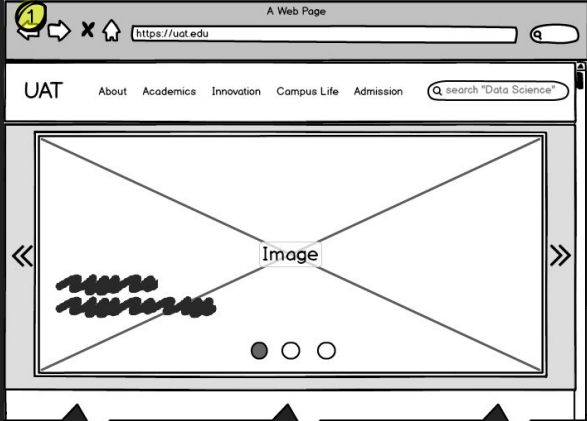 1
A Web Page
https://uat.edu
UAT About Academics Innovation Campus Life Admission search "Data Science"
Image